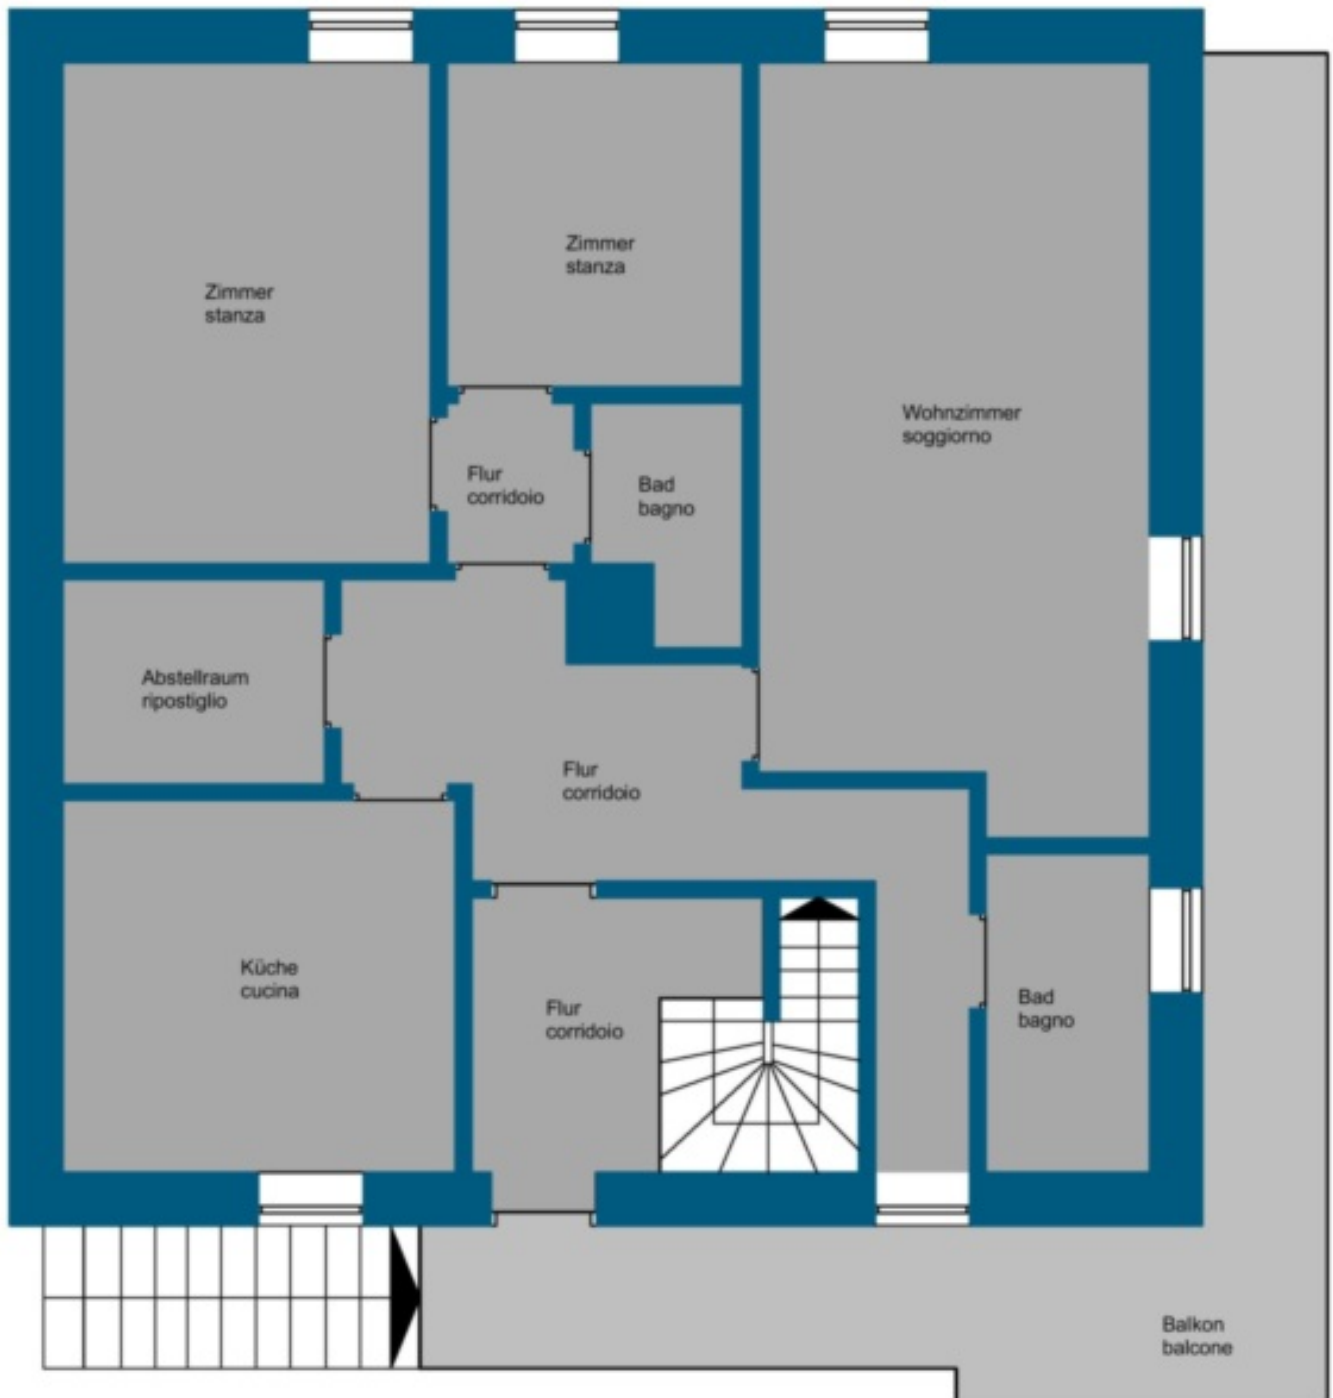 Zimmer
stanza
Zimmer
stanza
Wohnzimmer
soggiorno
Flur
corridoio
Bad
bagno
Abstellraum
ripostiglio
Flur
corridoio
Küche
cucina
Flur
corridoio
Bad
bagno
Balkon
balcone